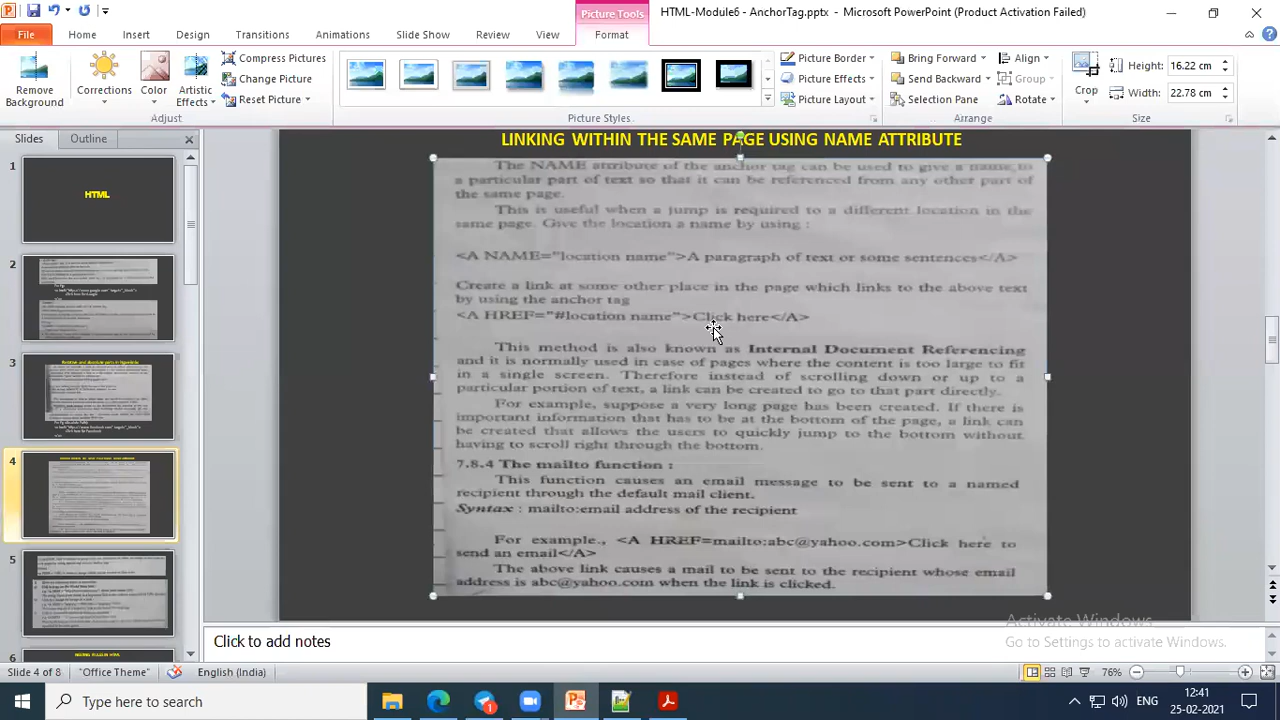 Picture Tools
HTML-Module6 - AnchorTag.pptx - Microsoft PowerPoint (Product Activation Failed)
File Home Insert Design Transitions Animations Slide Show Review View Format
Remove Background
Corrections
Color
Artistic Effects
Compress Pictures
Change Picture
Reset Picture
Adjust
Picture Styles
Picture Border
Picture Effects
Picture Layout
Bring Forward
Send Backward
Selection Pane
Align
Group
Rotate
Arrange
Crop
Height: 16.22 cm
Width: 22.78 cm
Size
Slides Outline
1
HTML
2
3
4
5
6
LINKING WITHIN THE SAME PAGE USING NAME ATTRIBUTE
The NAME attribute of the anchor tag can be used to give a name to
a particular part of text so that it can be referenced from any other part of
the same page.
This is useful when a jump is required to a different location in the
same page. Give the location a name by using :
<A NAME="location name">A paragraph of text or some sentences</A>
Create a link at some other place in the page which links to the above text
by using the anchor tag
<A HREF="#location name">Click here</A>
This method is also known as Internal Document Referencing
and it is normally used in case of pages where the content is too large to fit
in a single screen. Therefore instead of scrolling down or up to a
particular portion of text, a link can be created to go to that part directly.
For example, suppose a very long page has been created. If there is
important information that has to be at the bottom of the page, a link can
be created that allows the users to quickly jump to the bottom without
having to scroll right through the bottom.
7.8.4 The mailto function :
This function causes an email message to be sent to a named
recipient through the default mail client.
Syntax : mailto:email address of the recipient
For example., <A HREF=mailto:abc@yahoo.com>Click here to
send an email</A>
The above link causes a mail to be sent to the recipient whose email
address abc@yahoo.com when the link is clicked.
Activate Windows
Go to Settings to activate Windows.
Click to add notes
Slide 4 of 8 "Office Theme" English (India) 76%
Type here to search
ENG
12:41
25-02-2021